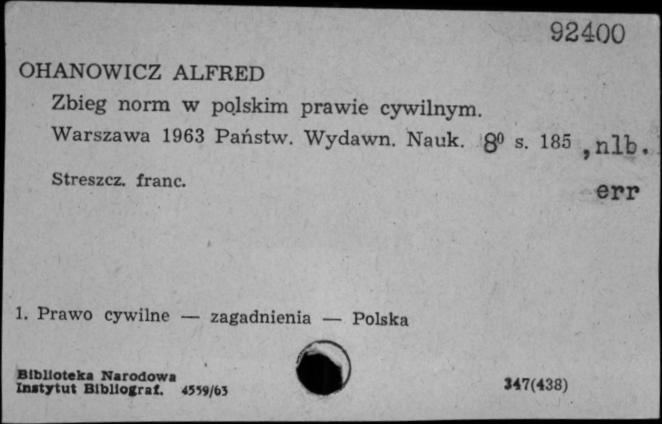 92400
OHANOWICZ ALFRED
Zbieg norm w polskim prawie cywilnym.
Warszawa 1963 Państw. Wydawn. Nauk. 8⁰ s. 185 , nlb.
Streszcz. franc.
err
1. Prawo cywilne — zagadnienia — Polska
Biblioteka Narodowa
Instytut Bibliograf. 4559/63
347(438)